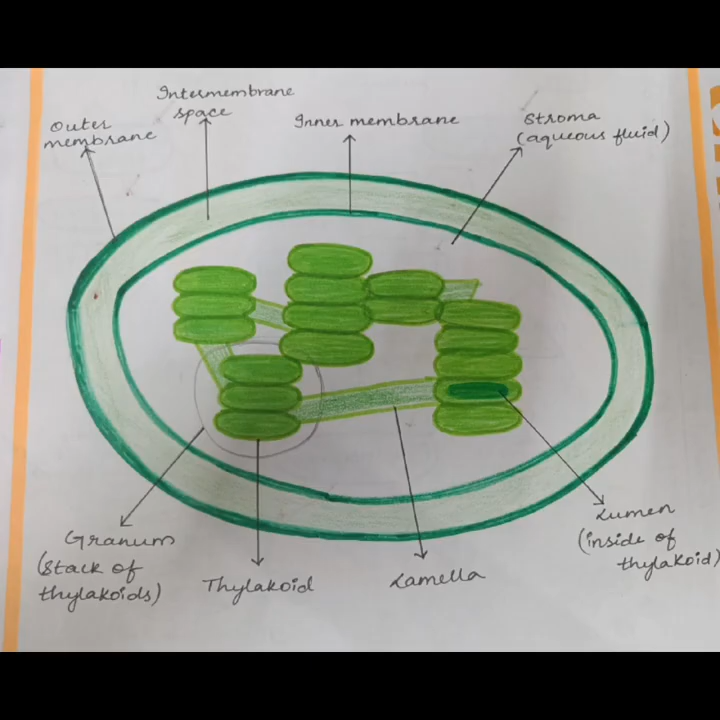 Intermembrane
space
Outer
membrane
Inner membrane
Stroma
(aqueous fluid)
Granum
(stack of
thylakoids)
Thylakoid
Lamella
Lumen
(inside of
thylakoid)